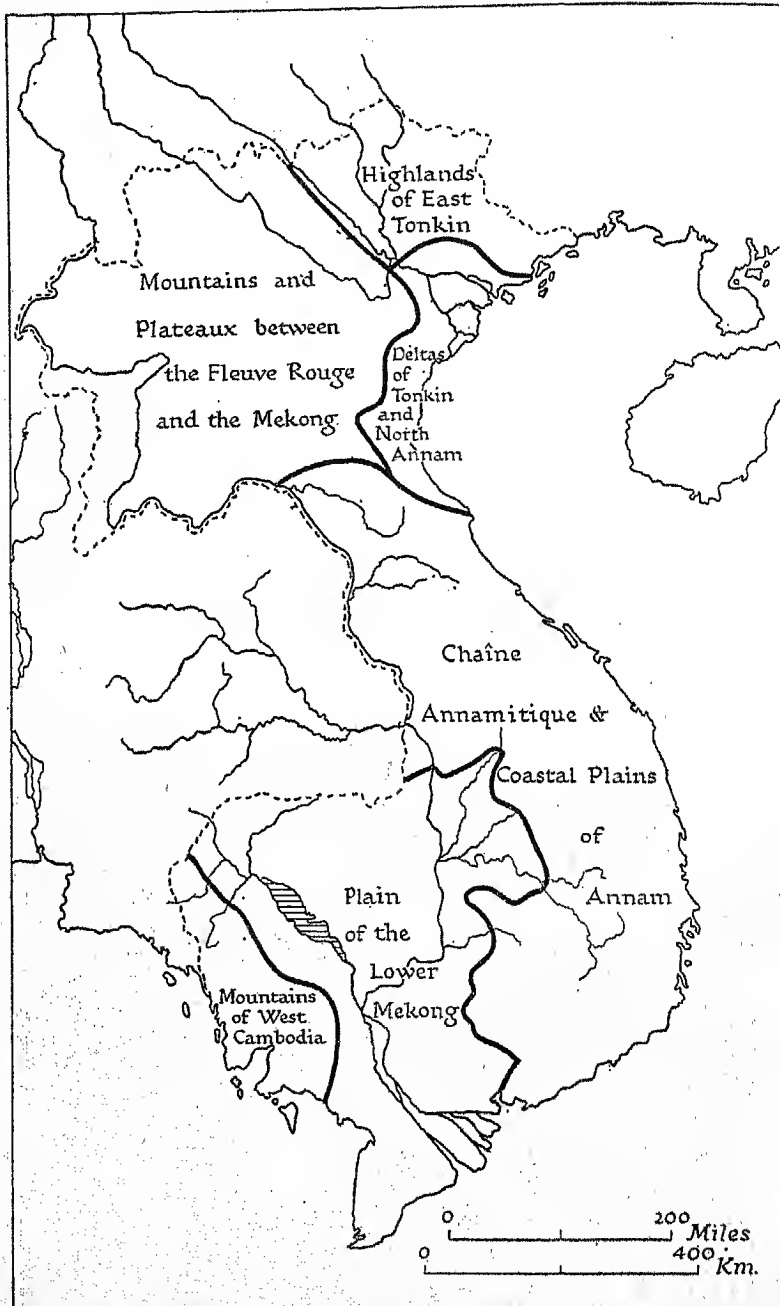 Highlands
of East
Tonkin
Mountains and
Plateaux between
the Fleuve Rouge
and the Mekong.
Deltas
of
Tonkin
and
North
Annam
Chaîne
Annamitique &
Coastal Plains
of
Annam
Plain
of the
Lower
Mekong
Mountains
of West
Cambodia
0 200 Miles
0 400 Km.